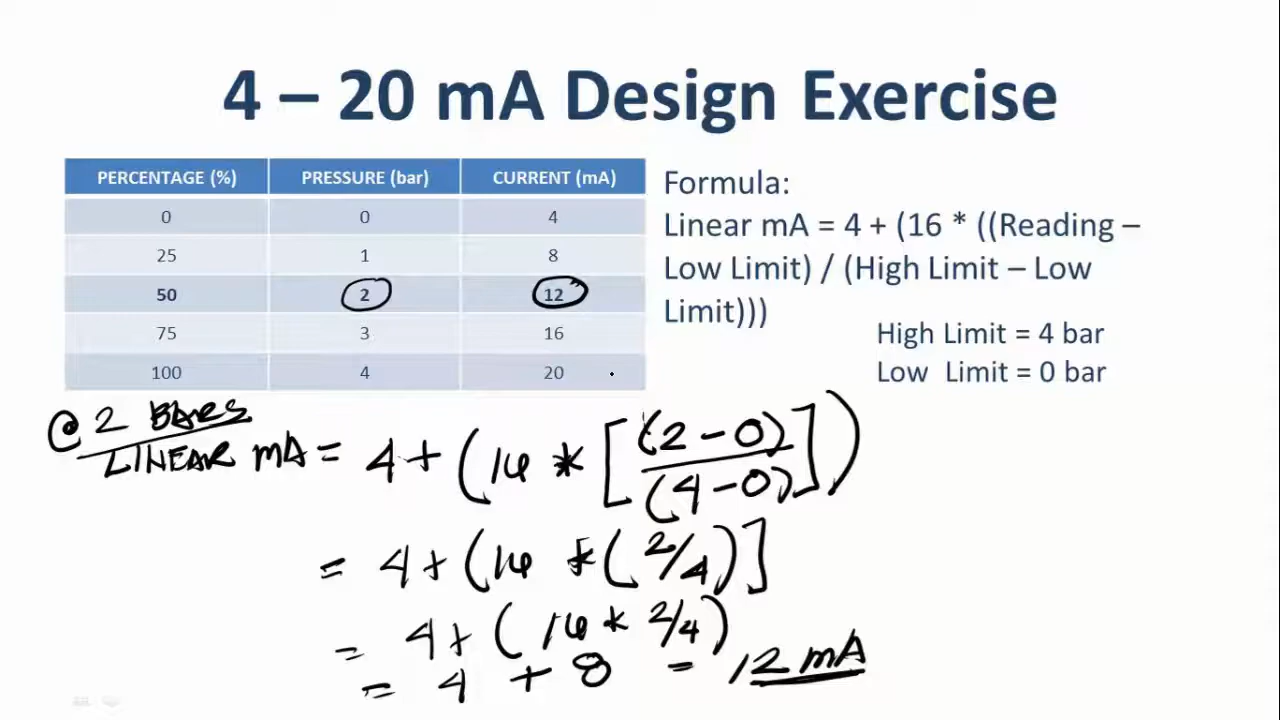 4 – 20 mA Design Exercise
PERCENTAGE (%) PRESSURE (bar) CURRENT (mA)
0 0 4
25 1 8
50 2 12
75 3 16
100 4 20
Formula:
Linear mA = 4 + (16 * ((Reading –
Low Limit) / (High Limit – Low
Limit)))
High Limit = 4 bar
Low Limit = 0 bar
@ 2 BARS
LINEAR mA = 4 + (16 * [(2 - 0) / (4 - 0)])
= 4 + (16 * (2/4)]
= 4 + (16 * 2/4)
= 4 + 8 = 12 mA